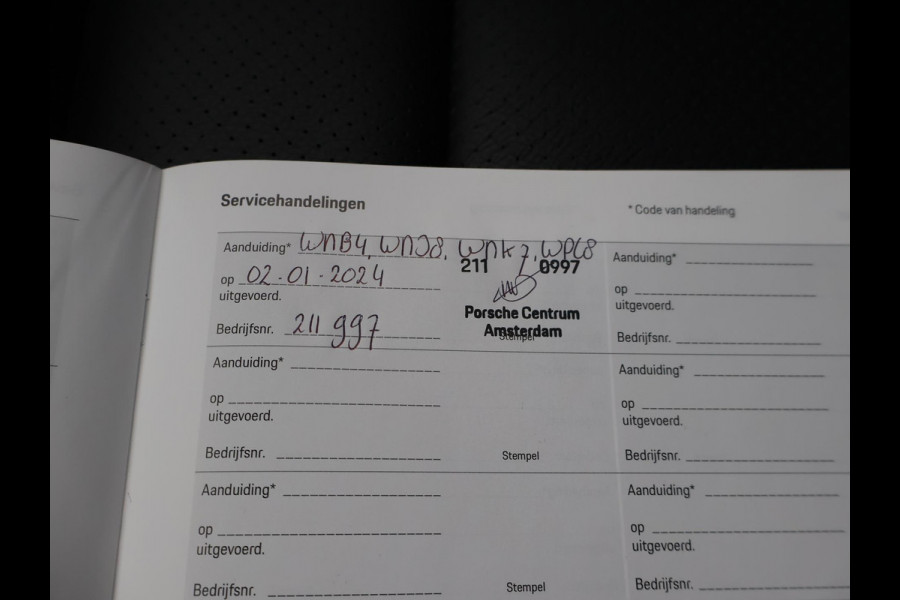 Servicehandelingen
* Code van handeling
Aanduiding* WNB4, WNJ8, WNK7, WPC8
op 02-01-2024
uitgevoerd.
Bedrijfsnr. 211 997
211 / 0997
Porsche Centrum
Amsterdam
Stempel
Aanduiding*
op
uitgevoerd.
Bedrijfsnr.
Aanduiding*
op
uitgevoerd.
Bedrijfsnr.
Stempel
Aanduiding*
op
uitgevoerd.
Bedrijfsnr.
Aanduiding*
op
uitgevoerd.
Bedrijfsnr.
Stempel
Aanduiding*
op
uitgevoerd.
Bedrijfsnr.